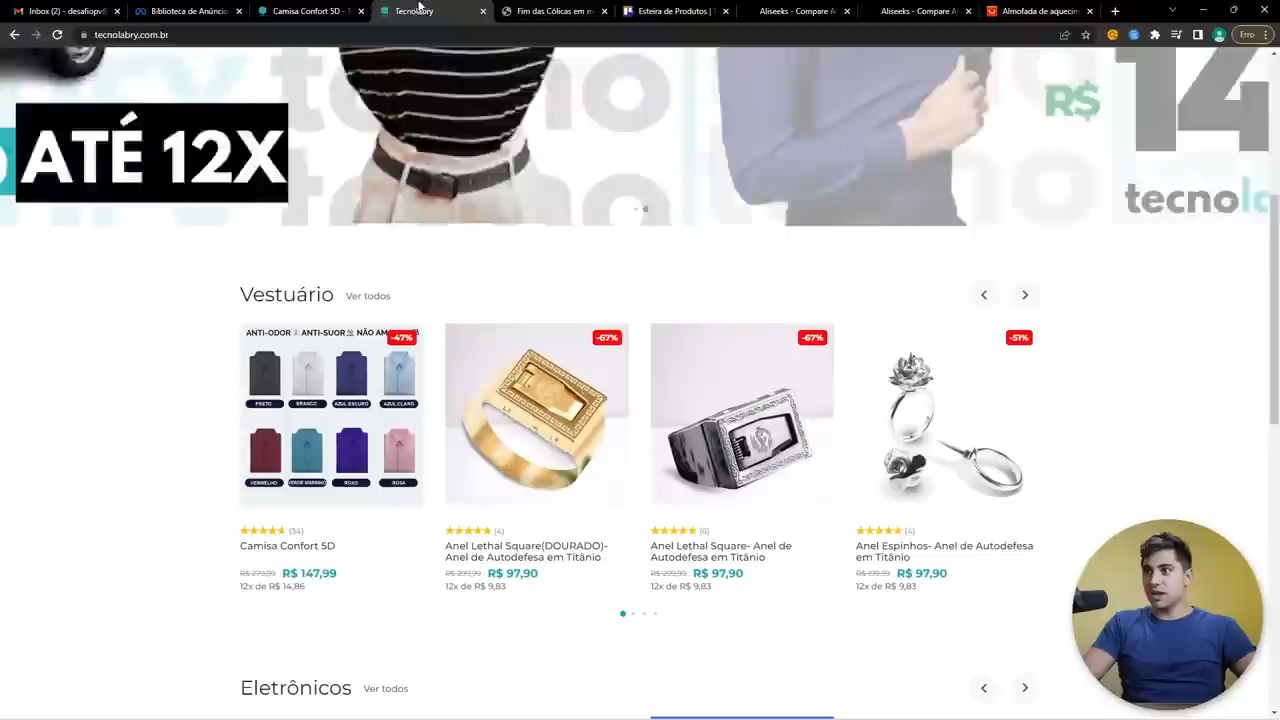 Inbox (1) - desafiopv8
Biblioteca de Anúncio
Camisa Confort 5D - T
Tecnolabry
Fim das Cólicas em m
Esteira de Produtos | T
Aliseeks - Compare Al
Aliseeks - Compare Al
Almofada de aquecim
tecnolabry.com.br
Erro
ATÉ 12X
R$
14
tecnola
Vestuário Ver todos
ANTI-ODOR ANTI-SUOR NÃO AM
-47%
-67%
-67%
-51%
PRETO BRANCO AZUL ESCURO AZUL CLARO
VERMELHO VERDE MARINHO ROXO ROSA
(34)
Camisa Confort 5D
R$ 279,99 R$ 147,99
12x de R$ 14,86
(4)
Anel Lethal Square(DOURADO)-
Anel de Autodefesa em Titânio
R$ 299,99 R$ 97,90
12x de R$ 9,83
(6)
Anel Lethal Square- Anel de
Autodefesa em Titânio
R$ 299,99 R$ 97,90
12x de R$ 9,83
(4)
Anel Espinhos- Anel de Autodefesa
em Titânio
R$ 199,99 R$ 97,90
12x de R$ 9,83
Eletrônicos Ver todos